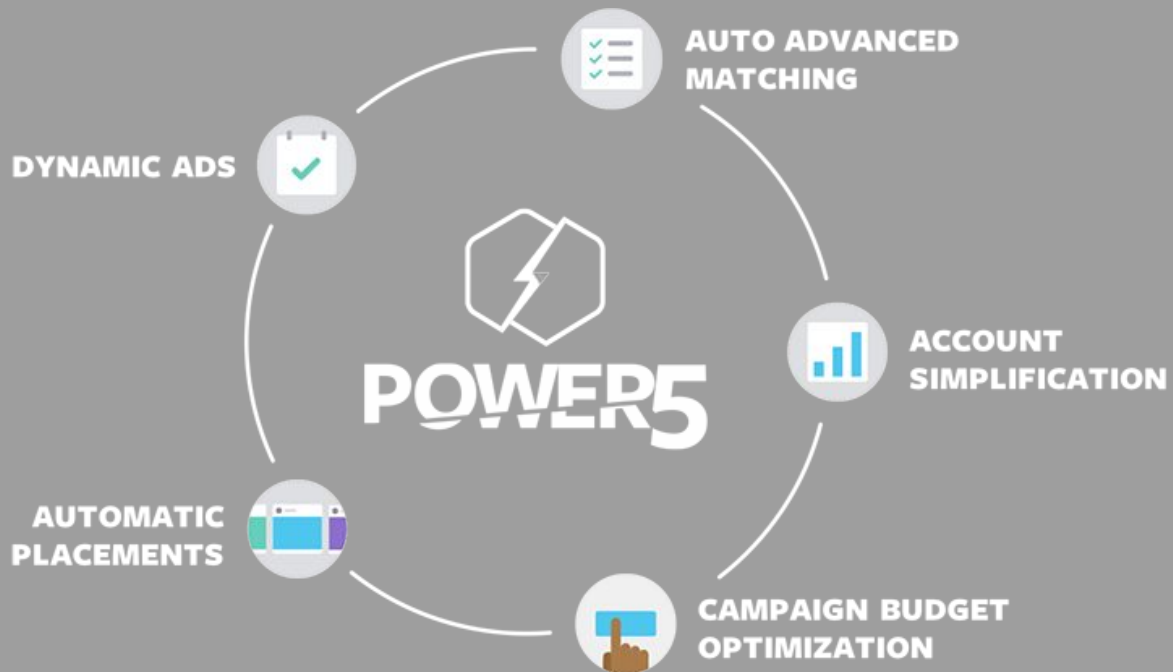 AUTO ADVANCED
MATCHING
DYNAMIC ADS
POWER5
ACCOUNT
SIMPLIFICATION
AUTOMATIC
PLACEMENTS
CAMPAIGN BUDGET
OPTIMIZATION